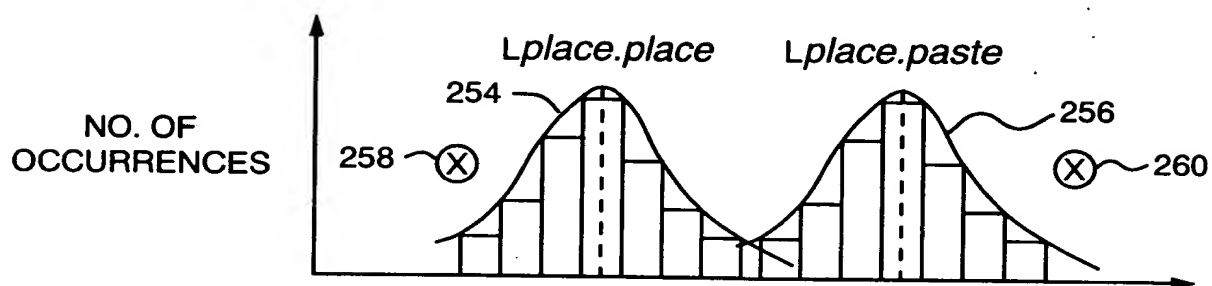 Lplace.place
Lplace.paste
254
256
NO. OF
OCCURRENCES
258
X
X
260